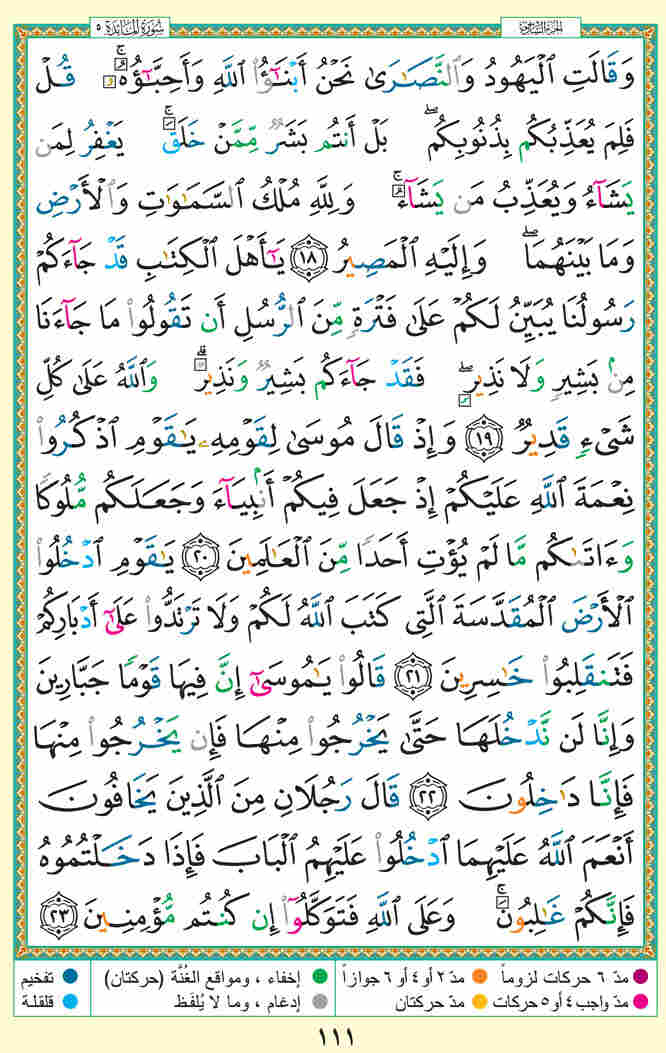 سُورَةُ المَائِدَة ٥
الجزء السادس
وَقَالَتِ ٱلْيَهُودُ وَٱلنَّصَٰرَىٰ نَحْنُ أَبْنَٰٓؤُا۟ ٱللَّهِ وَأَحِبَّٰٓؤُهُۥ ۚ قُلْ
فَلِمَ يُعَذِّبُكُم بِذُنُوبِكُم ۖ بَلْ أَنتُم بَشَرٌ مِّمَّنْ خَلَقَ ۚ يَغْفِرُ لِمَن
يَشَآءُ وَيُعَذِّبُ مَن يَشَآءُ ۚ وَلِلَّهِ مُلْكُ ٱلسَّمَٰوَٰتِ وَٱلْأَرْضِ
وَمَا بَيْنَهُمَا ۖ وَإِلَيْهِ ٱلْمَصِيرُ ١٨ يَٰٓأَهْلَ ٱلْكِتَٰبِ قَدْ جَآءَكُمْ
رَسُولُنَا يُبَيِّنُ لَكُمْ عَلَىٰ فَتْرَةٍ مِّنَ ٱلرُّسُلِ أَن تَقُولُوا۟ مَا جَآءَنَا
مِنۢ بَشِيرٍ وَلَا نَذِيرٍ ۖ فَقَدْ جَآءَكُم بَشِيرٌ وَنَذِيرٌ ۗ وَٱللَّهُ عَلَىٰ كُلِّ
شَىْءٍ قَدِيرٌ ١٩ وَإِذْ قَالَ مُوسَىٰ لِقَوْمِهِۦ يَٰقَوْمِ ٱذْكُرُوا۟
نِعْمَةَ ٱللَّهِ عَلَيْكُمْ إِذْ جَعَلَ فِيكُمْ أَنۢبِيَآءَ وَجَعَلَكُم مُّلُوكًا
وَءَاتَىٰكُم مَّا لَمْ يُؤْتِ أَحَدًا مِّنَ ٱلْعَٰلَمِينَ ٢٠ يَٰقَوْمِ ٱدْخُلُوا۟
ٱلْأَرْضَ ٱلْمُقَدَّسَةَ ٱلَّتِى كَتَبَ ٱللَّهُ لَكُمْ وَلَا تَرْتَدُّوا۟ عَلَىٰٓ أَدْبَارِكُمْ
فَتَنقَلِبُوا۟ خَٰسِرِينَ ٢١ قَالُوا۟ يَٰمُوسَىٰٓ إِنَّ فِيهَا قَوْمًا جَبَّارِينَ
وَإِنَّا لَن نَّدْخُلَهَا حَتَّىٰ يَخْرُجُوا۟ مِنْهَا فَإِن يَخْرُجُوا۟ مِنْهَا
فَإِنَّا دَٰخِلُونَ ٢٢ قَالَ رَجُلَانِ مِنَ ٱلَّذِينَ يَخَافُونَ
أَنْعَمَ ٱللَّهُ عَلَيْهِمَا ٱدْخُلُوا۟ عَلَيْهِمُ ٱلْبَابَ فَإِذَا دَخَلْتُمُوهُ
فَإِنَّكُمْ غَٰلِبُونَ ۚ وَعَلَى ٱللَّهِ فَتَوَكَّلُوٓا۟ إِن كُنتُم مُّؤْمِنِينَ ٢٣
مدّ ٦ حركات لزوماً
مدّ ٢ أو ٤ أو ٦ جوازاً
إخفاء ، ومواقع الغُنَّة (حركتان)
تفخيم
مدّ واجب ٤ أو ٥ حركات
مدّ حركتان
إدغام ، وما لا يُلفَظ
قلقلة
١١١